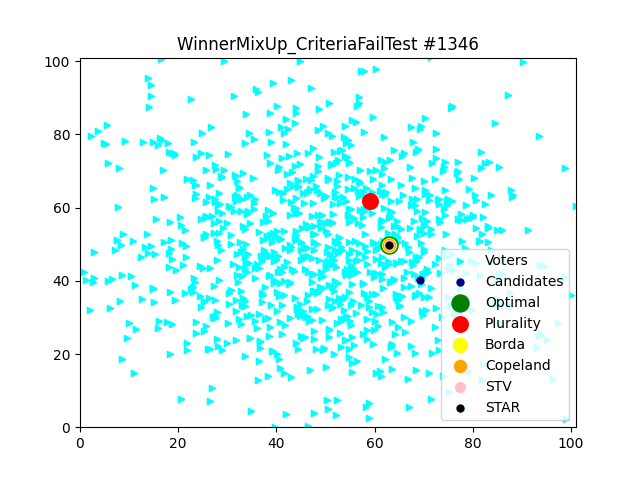 WinnerMixUp_CriteriaFailTest #1346
100
80
60
40
20
0
0 20 40 60 80 100
Voters
Candidates
Optimal
Plurality
Borda
Copeland
STV
STAR